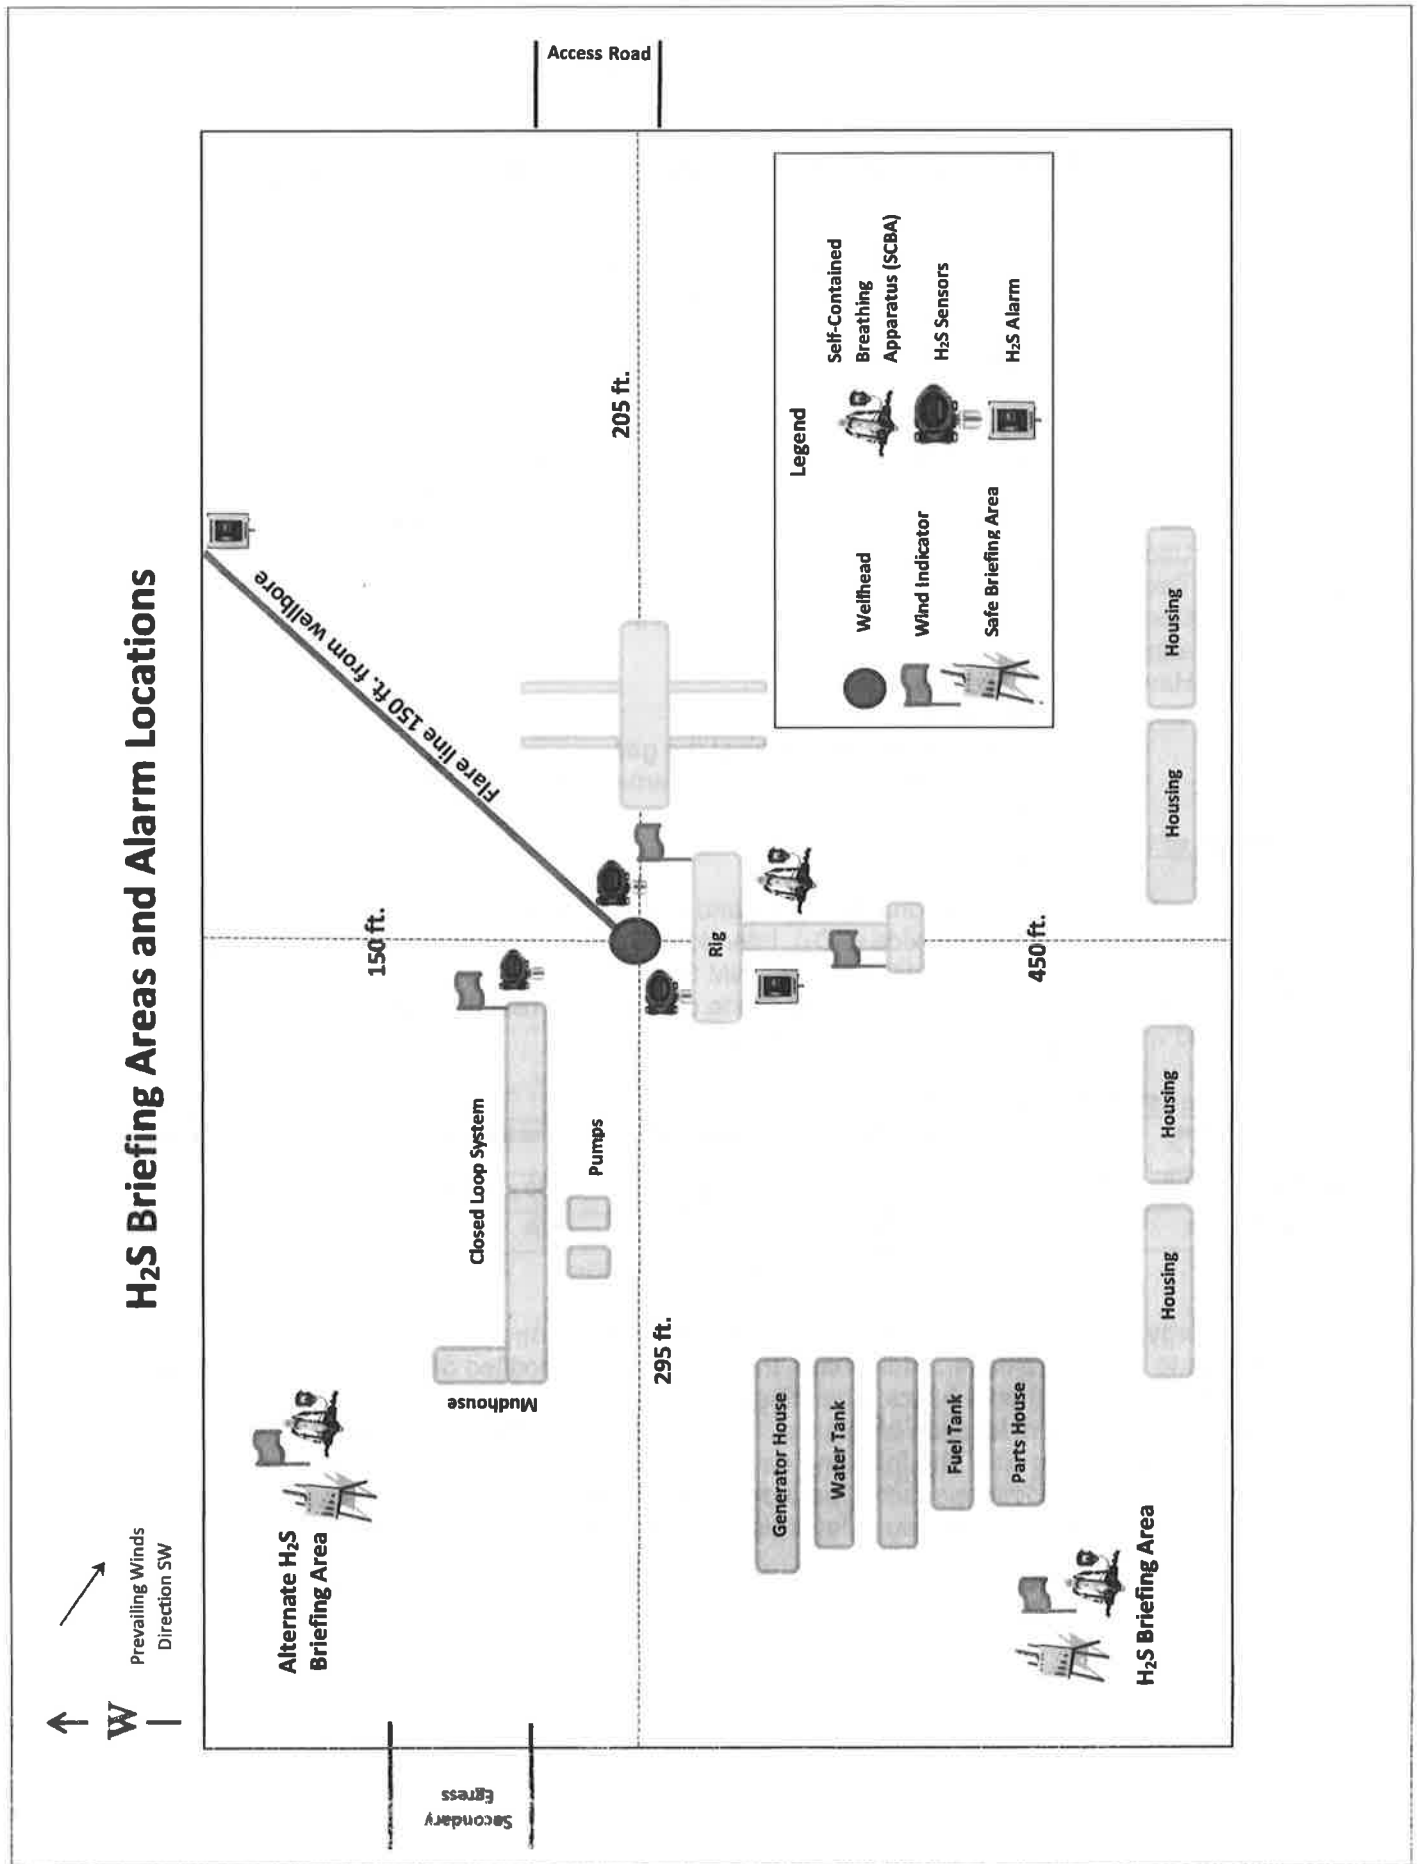 H₂S Briefing Areas and Alarm Locations
W
Prevailing Winds
Direction SW
Access Road
Secondary
Egress
Alternate H₂S
Briefing Area
Mudhouse
Closed Loop System
Pumps
150 ft.
Flare line 150 ft. from wellbore
295 ft.
205 ft.
Rig
450 ft.
Generator House
Water Tank
Fuel Tank
Parts House
H₂S Briefing Area
Housing
Housing
Housing
Housing
Legend
Wellhead
Wind Indicator
Safe Briefing Area
Self-Contained
Breathing
Apparatus (SCBA)
H₂S Sensors
H₂S Alarm